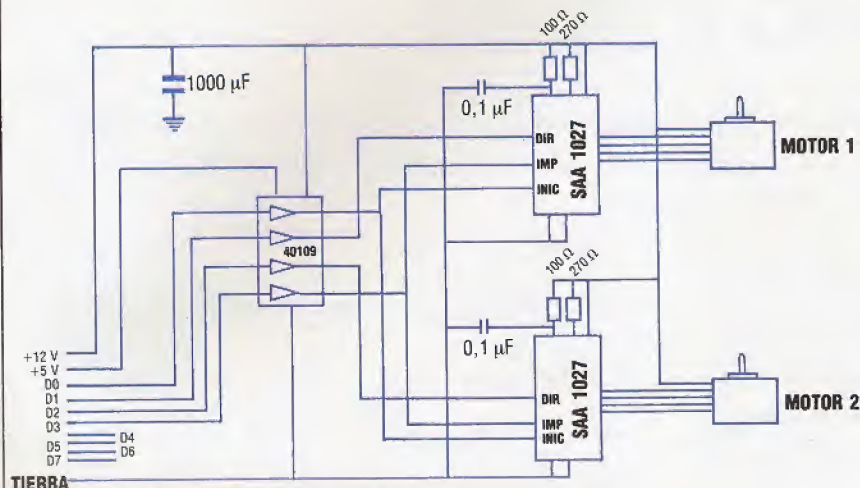 100 Ω
270 Ω
1000 μF
0,1 μF
DIR
IMP
INIC
SAA 1027
MOTOR 1
40109
100 Ω
270 Ω
0,1 μF
DIR
IMP
INIC
SAA 1027
MOTOR 2
+12 V
+5 V
D0
D1
D2
D3
D4
D5
D6
D7
TIERRA